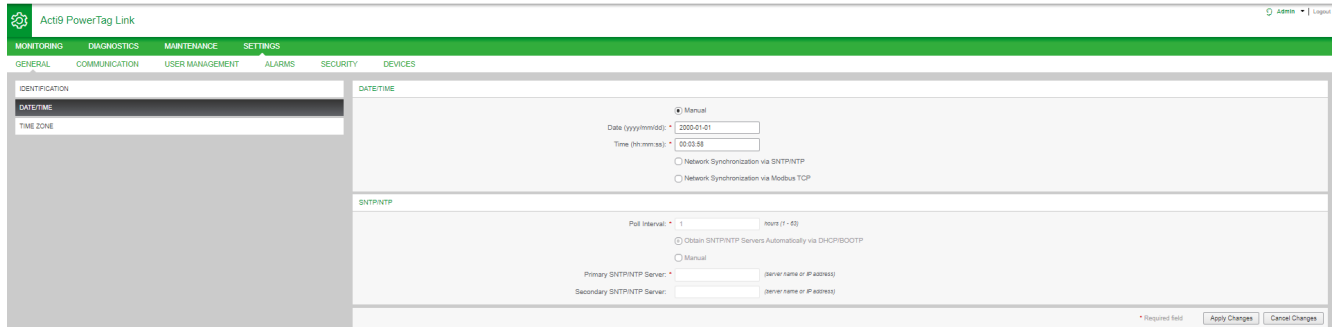 Acti9 PowerTag Link
Admin | Logout
MONITORING DIAGNOSTICS MAINTENANCE SETTINGS
GENERAL COMMUNICATION USER MANAGEMENT ALARMS SECURITY DEVICES
IDENTIFICATION
DATE/TIME
TIME ZONE
DATE/TIME
Manual
Date (yyyy/mm/dd): * 2000-01-01
Time (hh:mm:ss): * 00:03:58
Network Synchronization via SNTP/NTP
Network Synchronization via Modbus TCP
SNTP/NTP
Poll Interval: * 1 hours (1 - 63)
Obtain SNTP/NTP Servers Automatically via DHCP/BOOTP
Manual
Primary SNTP/NTP Server: * (server name or IP address)
Secondary SNTP/NTP Server: (server name or IP address)
* Required field Apply Changes Cancel Changes